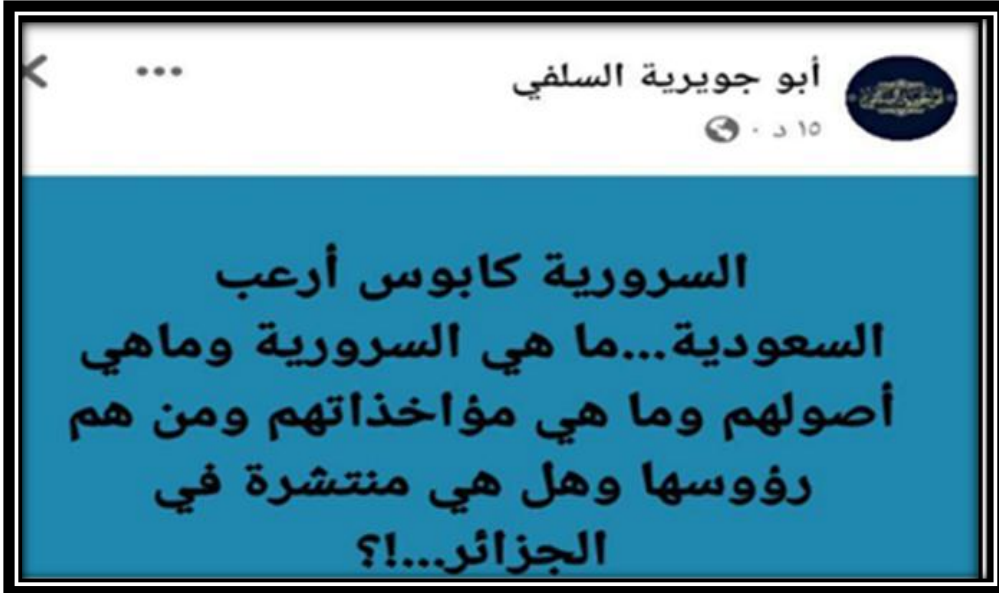 أبو جويرية السلفي
١٥ د ·
السرورية كابوس أرعب
السعودية...ما هي السرورية وماهي
أصولهم وما هي مؤاخذاتهم ومن هم
رؤوسها وهل هي منتشرة في
الجزائر...!؟